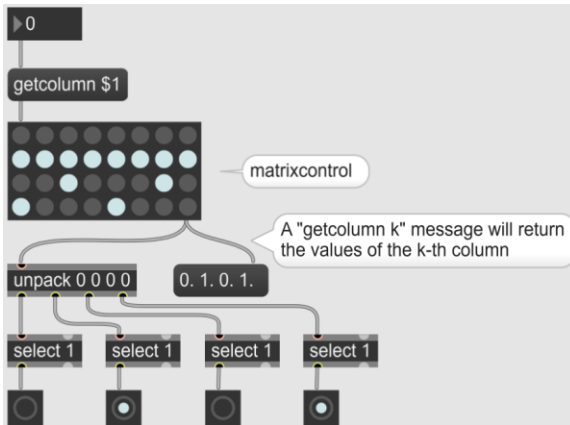 0
getcolumn $1
matrixcontrol
A "getcolumn k" message will return
the values of the k-th column
unpack 0 0 0 0
0. 1. 0. 1.
select 1
select 1
select 1
select 1